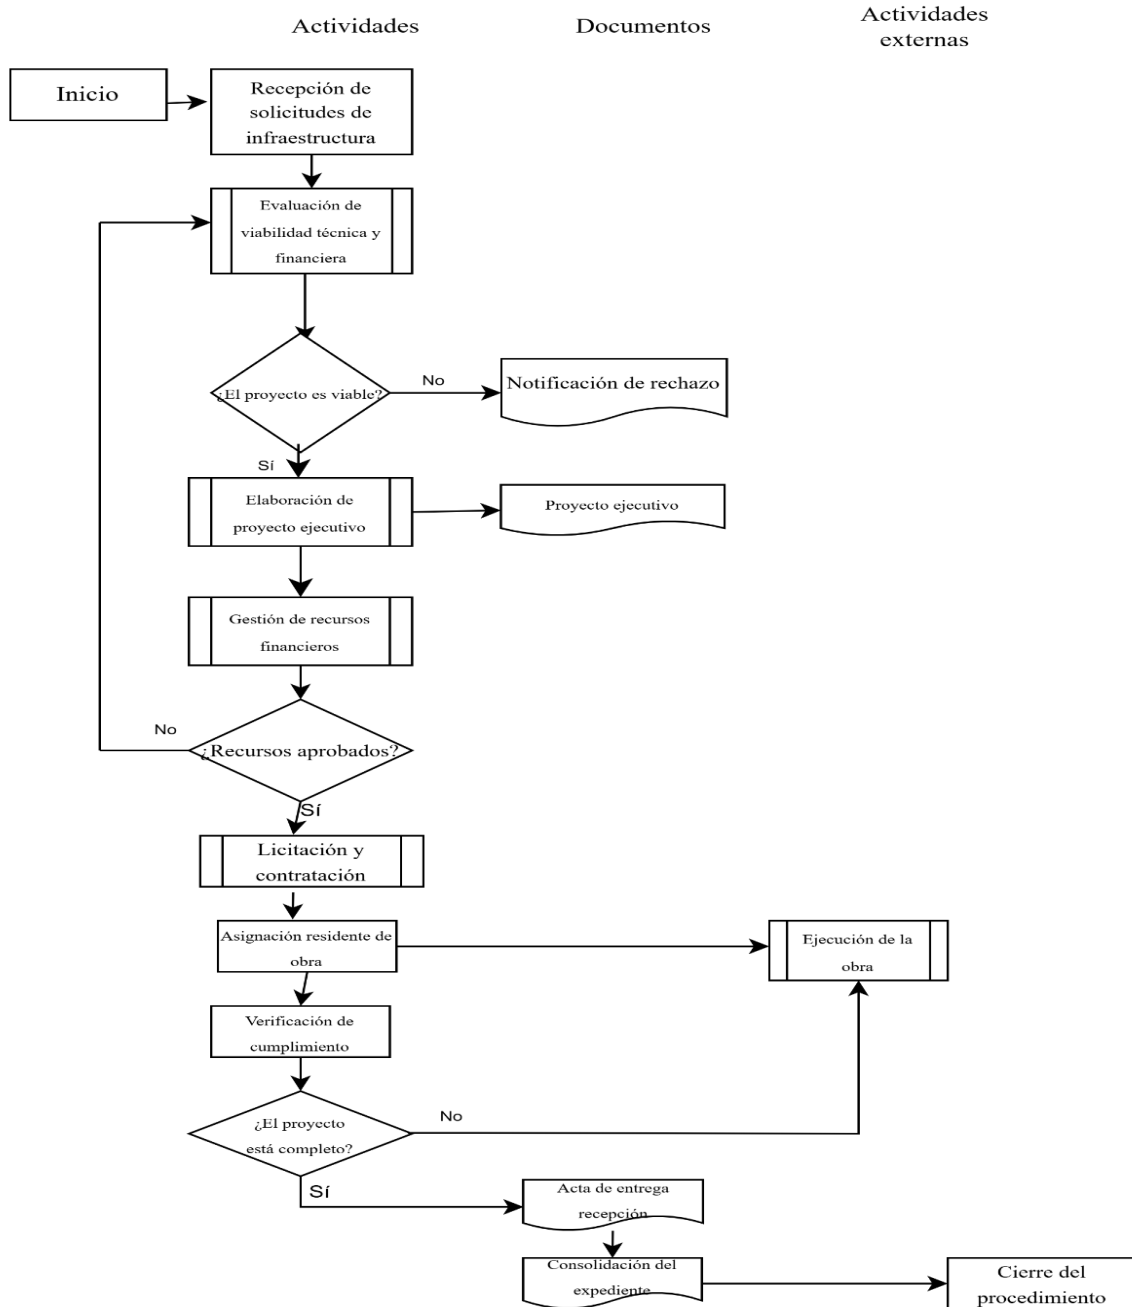 Actividades
Documentos
Actividades
externas
Inicio
Recepción de
solicitudes de
infraestructura
Evaluación de
viabilidad técnica y
financiera
¿El proyecto es viable?
No
Notificación de rechazo
Sí
Elaboración de
proyecto ejecutivo
Proyecto ejecutivo
Gestión de recursos
financieros
No
¿Recursos aprobados?
Sí
Licitación y
contratación
Asignación residente de
obra
Ejecución de la
obra
Verificación de
cumplimiento
¿El proyecto
está completo?
No
Sí
Acta de entrega
recepción
Consolidación del
expediente
Cierre del
procedimiento